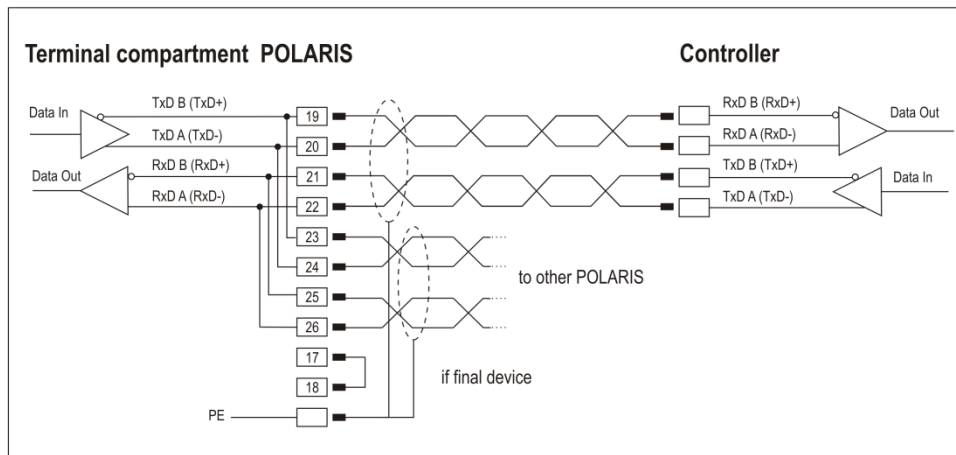 Terminal compartment POLARIS
Controller
Data In
TxD B (TxD+)
TxD A (TxD-)
RxD B (RxD+)
RxD A (RxD-)
Data Out
19
20
21
22
23
24
25
26
17
18
PE
RxD B (RxD+)
RxD A (RxD-)
TxD B (TxD+)
TxD A (TxD-)
Data Out
Data In
to other POLARIS
if final device